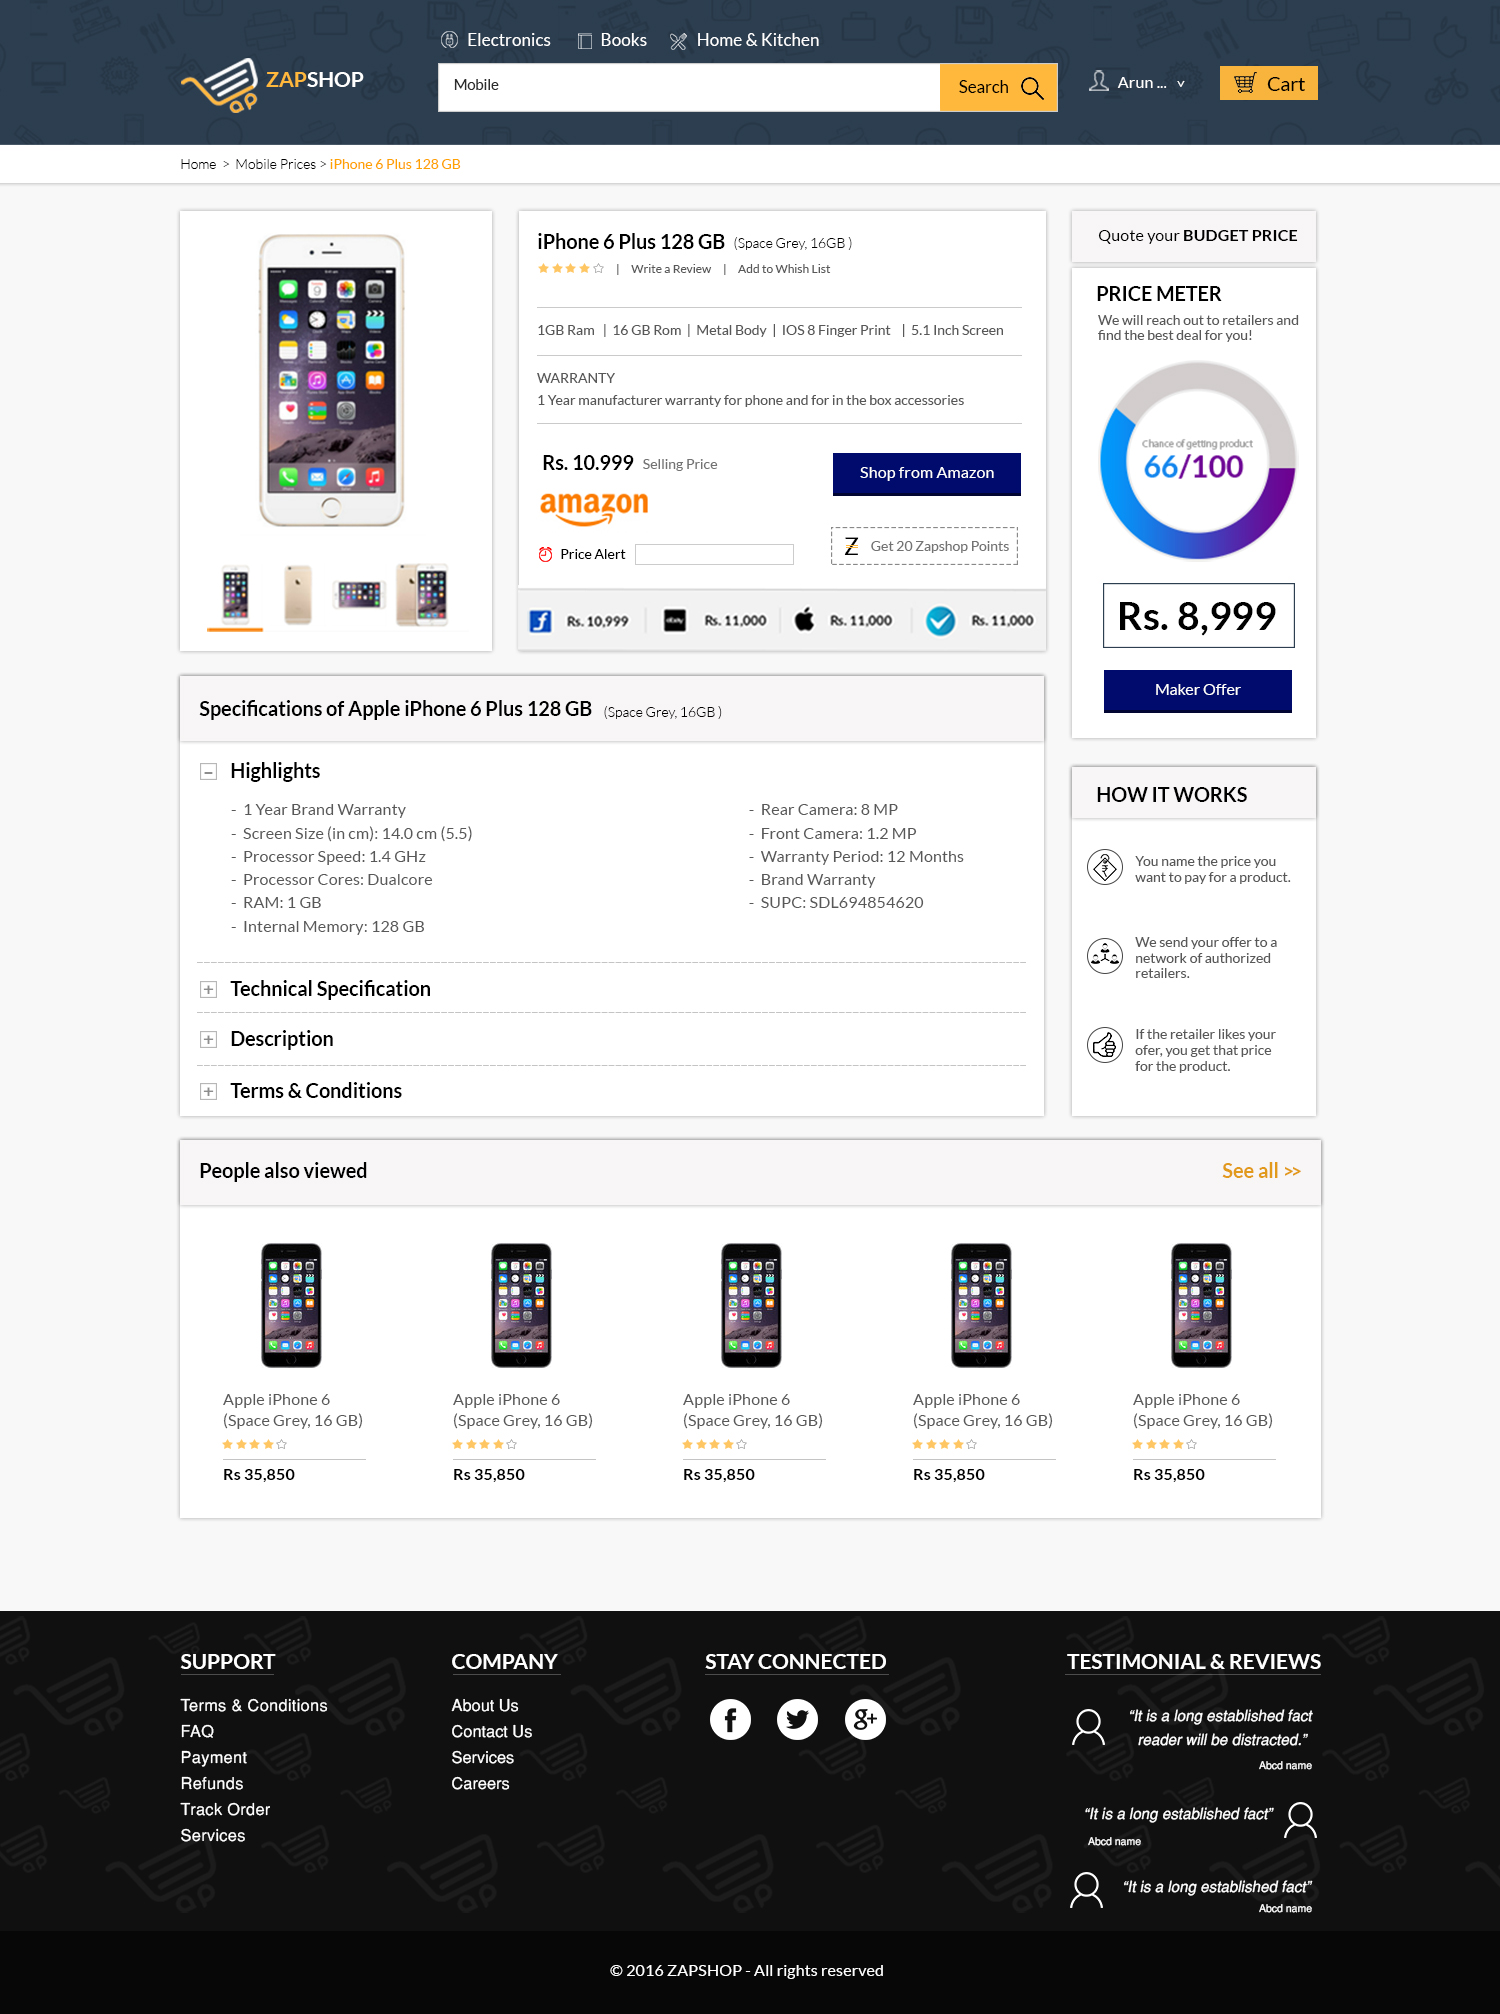 Electronics
Books
Home & Kitchen
ZAPSHOP
Mobile
Search
Arun ...
v
Cart
Home > Mobile Prices > iPhone 6 Plus 128 GB
iPhone 6 Plus 128 GB (Space Grey, 16GB )
| Write a Review | Add to Whish List
1GB Ram | 16 GB Rom | Metal Body | IOS 8 Finger Print | 5.1 Inch Screen
WARRANTY
1 Year manufacturer warranty for phone and for in the box accessories
Rs. 10.999 Selling Price
Shop from Amazon
amazon
Get 20 Zapshop Points
Price Alert
Rs. 10,999
Rs. 11,000
Rs. 11,000
Rs. 11,000
Quote your BUDGET PRICE
PRICE METER
We will reach out to retailers and
find the best deal for you!
Chance of getting product
66/100
Rs. 8,999
Maker Offer
Specifications of Apple iPhone 6 Plus 128 GB (Space Grey, 16GB )
Highlights
- 1 Year Brand Warranty
- Screen Size (in cm): 14.0 cm (5.5)
- Processor Speed: 1.4 GHz
- Processor Cores: Dualcore
- RAM: 1 GB
- Internal Memory: 128 GB
- Rear Camera: 8 MP
- Front Camera: 1.2 MP
- Warranty Period: 12 Months
- Brand Warranty
- SUPC: SDL694854620
Technical Specification
Description
Terms & Conditions
HOW IT WORKS
You name the price you
want to pay for a product.
We send your offer to a
network of authorized
retailers.
If the retailer likes your
ofer, you get that price
for the product.
People also viewed
See all >>
Apple iPhone 6
(Space Grey, 16 GB)
Rs 35,850
Apple iPhone 6
(Space Grey, 16 GB)
Rs 35,850
Apple iPhone 6
(Space Grey, 16 GB)
Rs 35,850
Apple iPhone 6
(Space Grey, 16 GB)
Rs 35,850
Apple iPhone 6
(Space Grey, 16 GB)
Rs 35,850
SUPPORT
Terms & Conditions
FAQ
Payment
Refunds
Track Order
Services
COMPANY
About Us
Contact Us
Services
Careers
STAY CONNECTED
TESTIMONIAL & REVIEWS
“It is a long established fact
reader will be distracted.”
Abcd name
“It is a long established fact”
Abcd name
“It is a long established fact”
Abcd name
© 2016 ZAPSHOP - All rights reserved